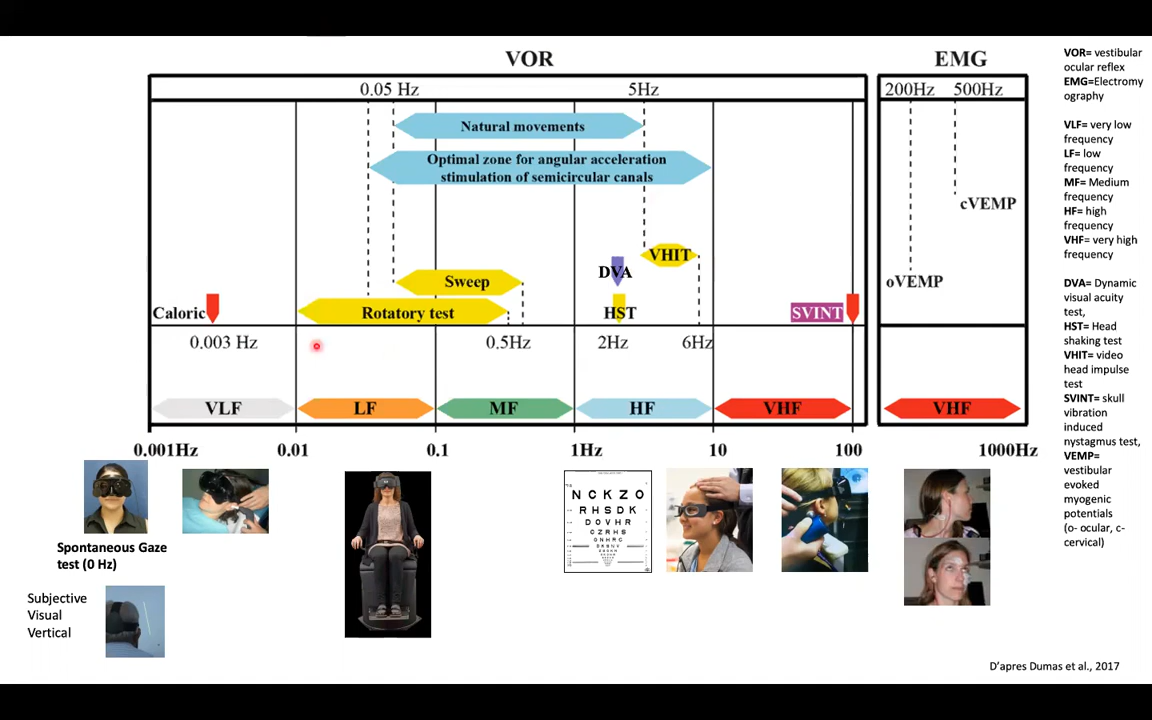 VOR
EMG
0.05 Hz
5Hz
200Hz
500Hz
Natural movements
Optimal zone for angular acceleration
stimulation of semicircular canals
cVEMP
VHIT
DVA
oVEMP
Sweep
Caloric
Rotatory test
HST
SVINT
0.003 Hz
0.5Hz
2Hz
6Hz
VLF
LF
MF
HF
VHF
VHF
0.001Hz
0.01
0.1
1Hz
10
100
1000Hz
N C K Z O
R H S D K
D O V H R
C Z R H S
O N H R C
Spontaneous Gaze
test (0 Hz)
Subjective
Visual
Vertical
VOR= vestibular
ocular reflex
EMG=Electromy
ography
VLF= very low
frequency
LF= low
frequency
MF= Medium
frequency
HF= high
frequency
VHF= very high
frequency
DVA= Dynamic
visual acuity
test,
HST= Head
shaking test
VHIT= video
head impulse
test
SVINT= skull
vibration
induced
nystagmus test,
VEMP=
vestibular
evoked
myogenic
potentials
(o- ocular, c-
cervical)
D'apres Dumas et al., 2017